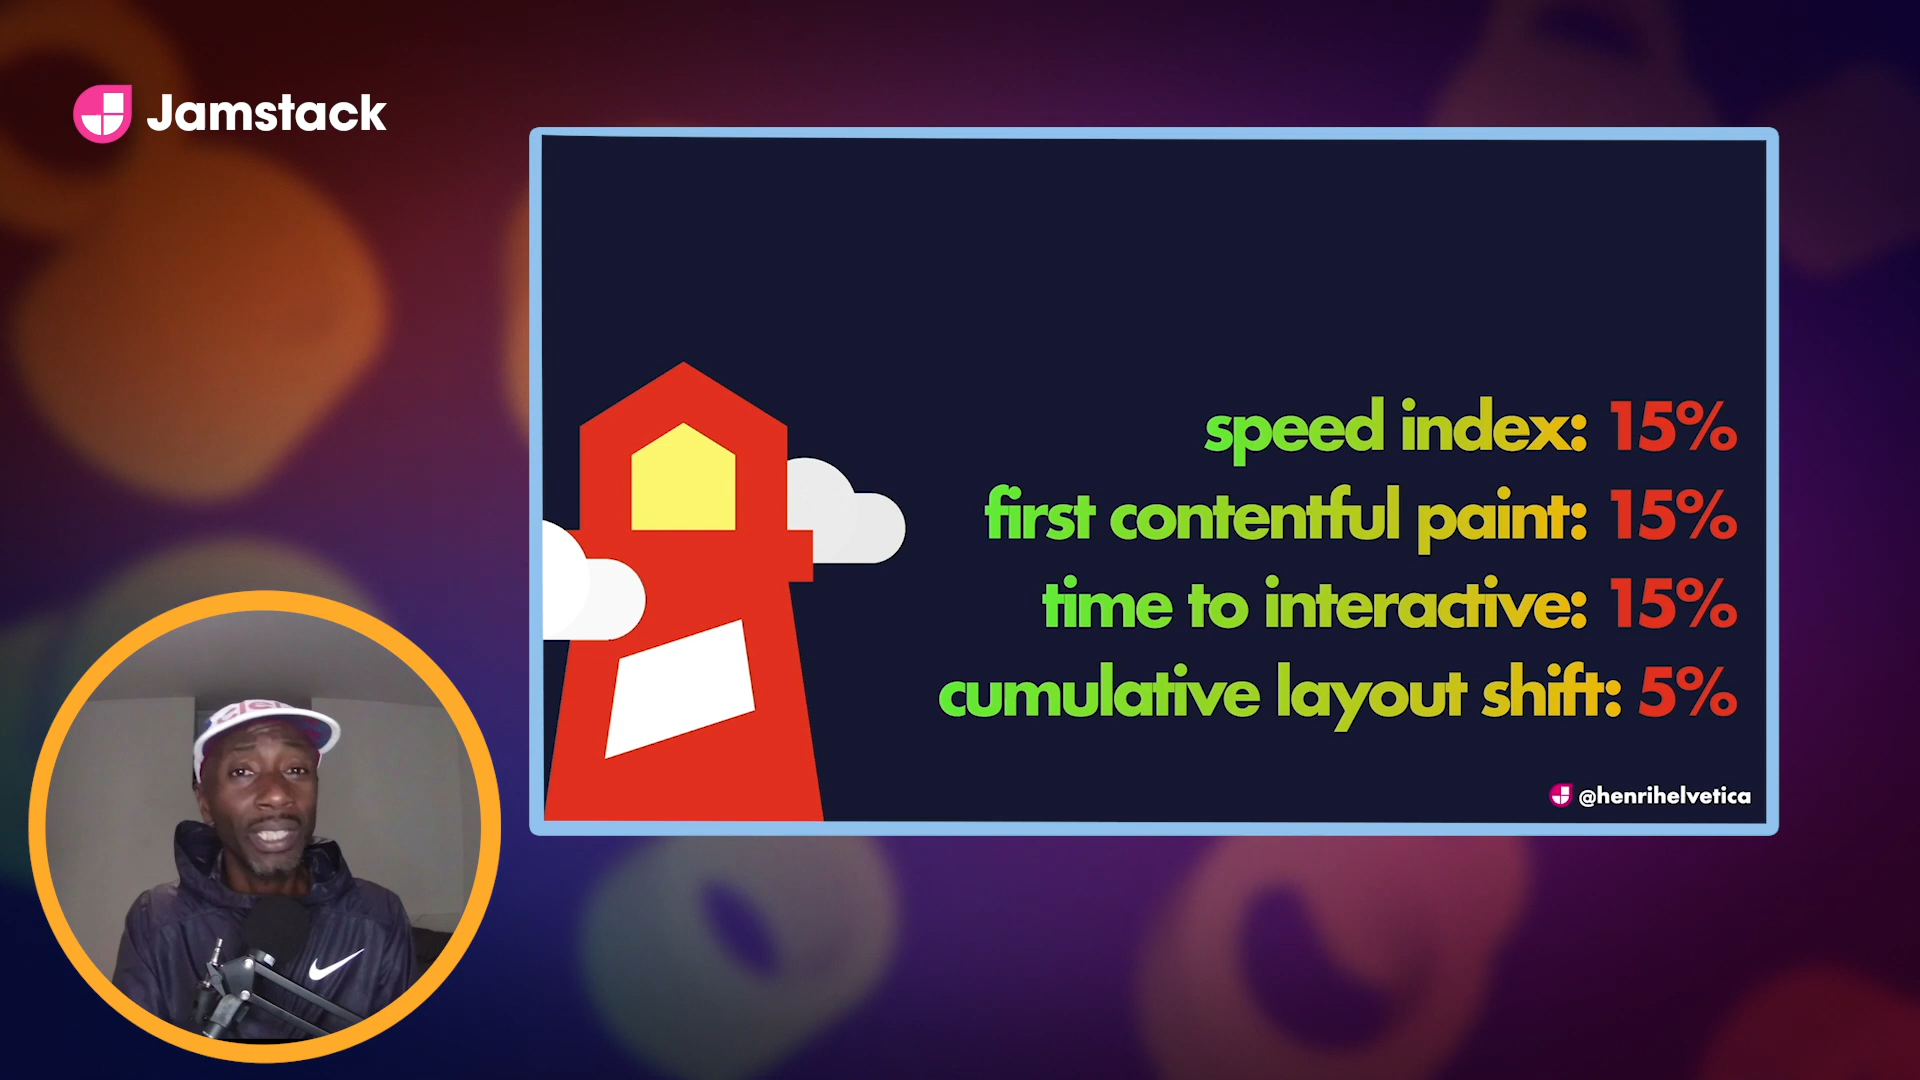 Jamstack
speed index: 15%
first contentful paint: 15%
time to interactive: 15%
cumulative layout shift: 5%
@henrihelvetica